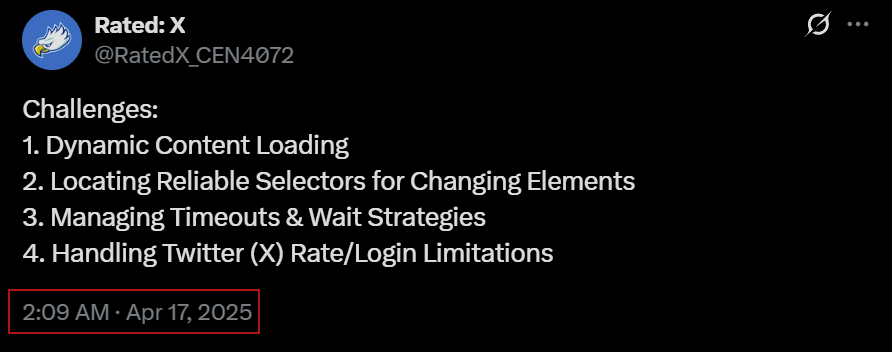 Rated: X
@RatedX_CEN4072
Challenges:
1. Dynamic Content Loading
2. Locating Reliable Selectors for Changing Elements
3. Managing Timeouts & Wait Strategies
4. Handling Twitter (X) Rate/Login Limitations
2:09 AM · Apr 17, 2025